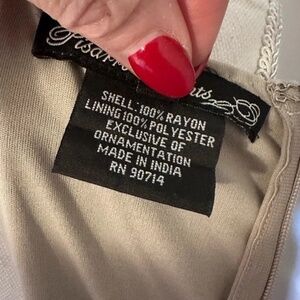 SHELL: 100% RAYON
LINING 100% POLYESTER
EXCLUSIVE OF
ORNAMENTATION
MADE IN INDIA
RN 90714